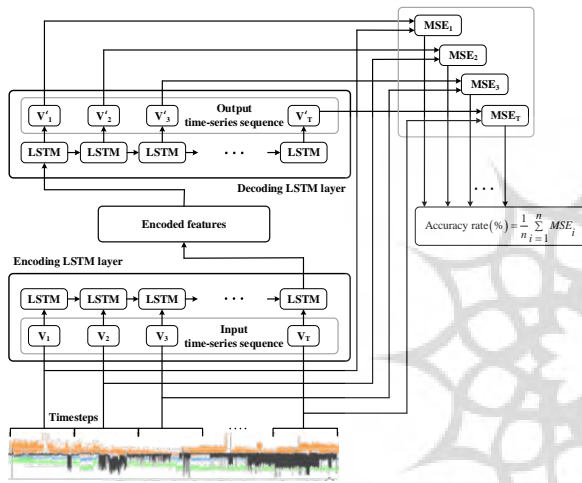 MSE₁
MSE₂
MSE₃
MSE_T
V'₁ V'₂ V'₃ V'_T
Output
time-series sequence
LSTM LSTM LSTM · · · LSTM
Decoding LSTM layer
Encoded features
Accuracy rate(%) = 1/n ∑ i=1 n MSE_i
Encoding LSTM layer
LSTM LSTM LSTM · · · LSTM
V₁ V₂ V₃ V_T
Input
time-series sequence
Timesteps